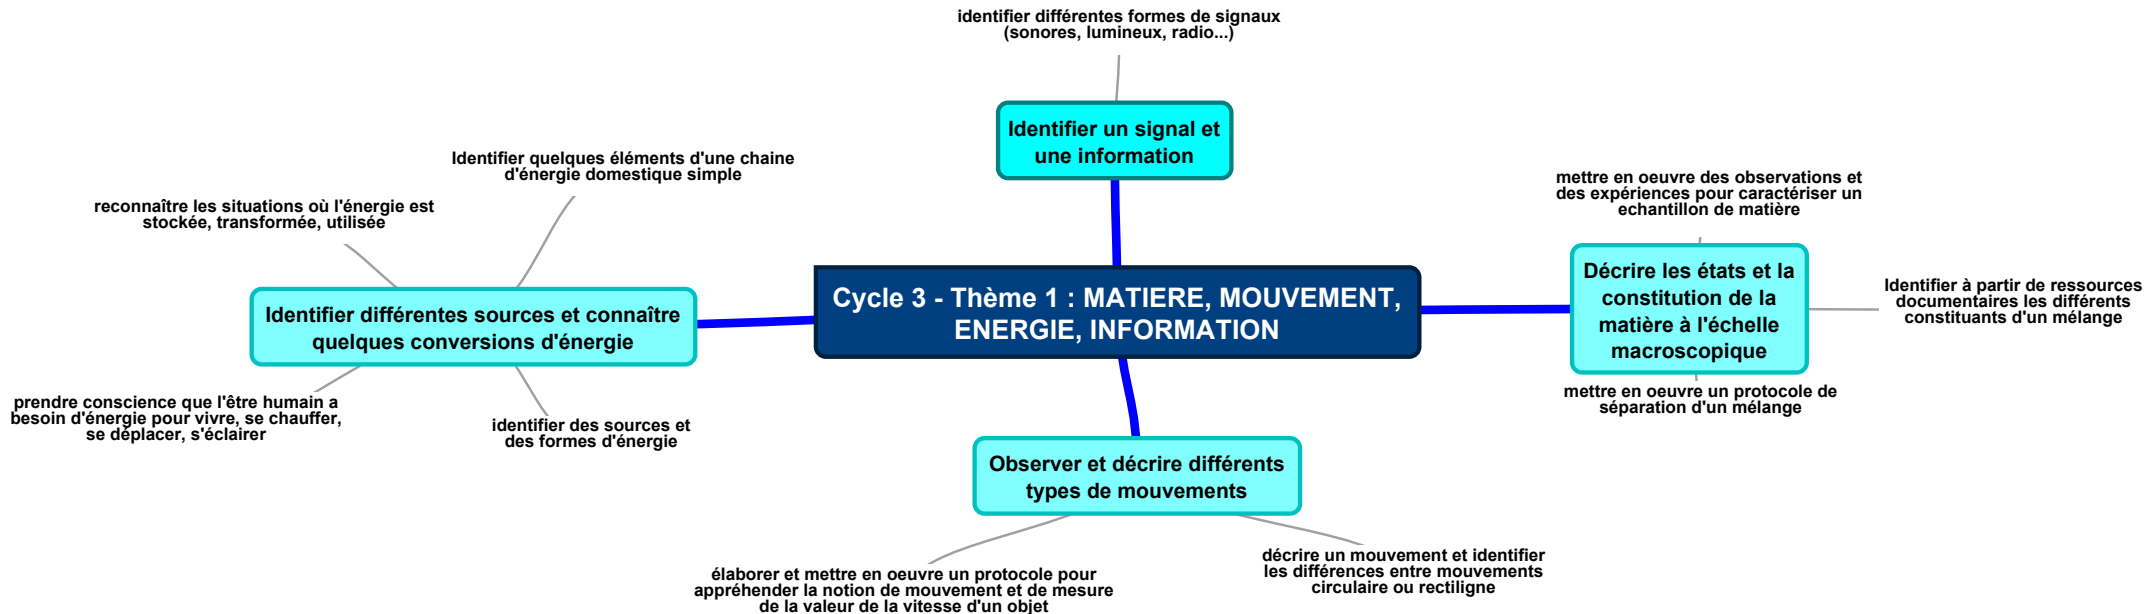 identifier différentes formes de signaux
(sonores, lumineux, radio...)
Identifier un signal et
une information
Identifier quelques éléments d'une chaine
d'énergie domestique simple
reconnaître les situations où l'énergie est
stockée, transformée, utilisée
Identifier différentes sources et connaître
quelques conversions d'énergie
prendre conscience que l'être humain a
besoin d'énergie pour vivre, se chauffer,
se déplacer, s'éclairer
identifier des sources et
des formes d'énergie
Cycle 3 - Thème 1 : MATIERE, MOUVEMENT,
ENERGIE, INFORMATION
mettre en oeuvre des observations et
des expériences pour caractériser un
echantillon de matière
Décrire les états et la
constitution de la
matière à l'échelle
macroscopique
Identifier à partir de ressources
documentaires les différents
constituants d'un mélange
mettre en oeuvre un protocole de
séparation d'un mélange
Observer et décrire différents
types de mouvements
élaborer et mettre en oeuvre un protocole pour
appréhender la notion de mouvement et de mesure
de la valeur de la vitesse d'un objet
décrire un mouvement et identifier
les différences entre mouvements
circulaire ou rectiligne